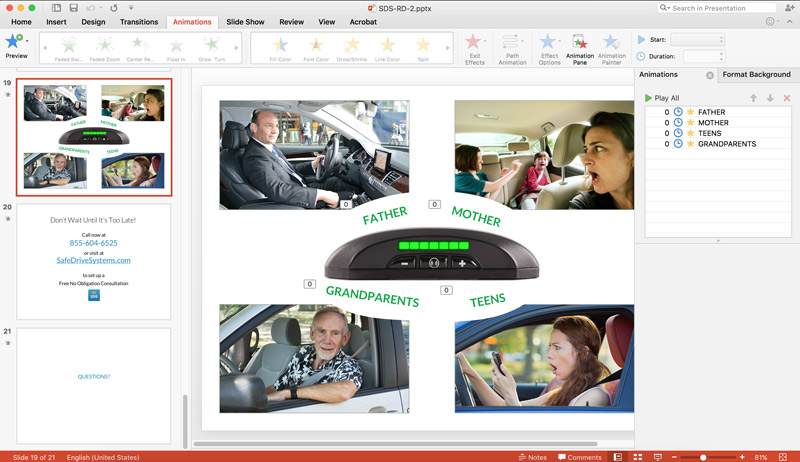 SDS-RD-2.pptx
Search in Presentation
Home Insert Design Transitions Animations Slide Show Review View Acrobat
Preview
Faded Swi... Faded Zoom Center Re... Float In Grow Turn
Fill Color Font Color Grow/Shrink Line Color Spin
Exit Effects
Path Animation
Effect Options
Animation Pane
Animation Painter
Start:
Duration:
Animations
Format Background
Play All
0 FATHER
0 MOTHER
0 TEENS
0 GRANDPARENTS
19
FATHER MOTHER
GRANDPARENTS TEENS
20
Don't Wait Until It's Too Late!
Call now at
855-604-6525
or visit at
SafeDriveSystems.com
to set up a
Free No Obligation Consultation
SDS
21
QUESTIONS?
0 0
FATHER MOTHER
0 0
GRANDPARENTS TEENS
Slide 19 of 21 English (United States) Notes Comments 81%